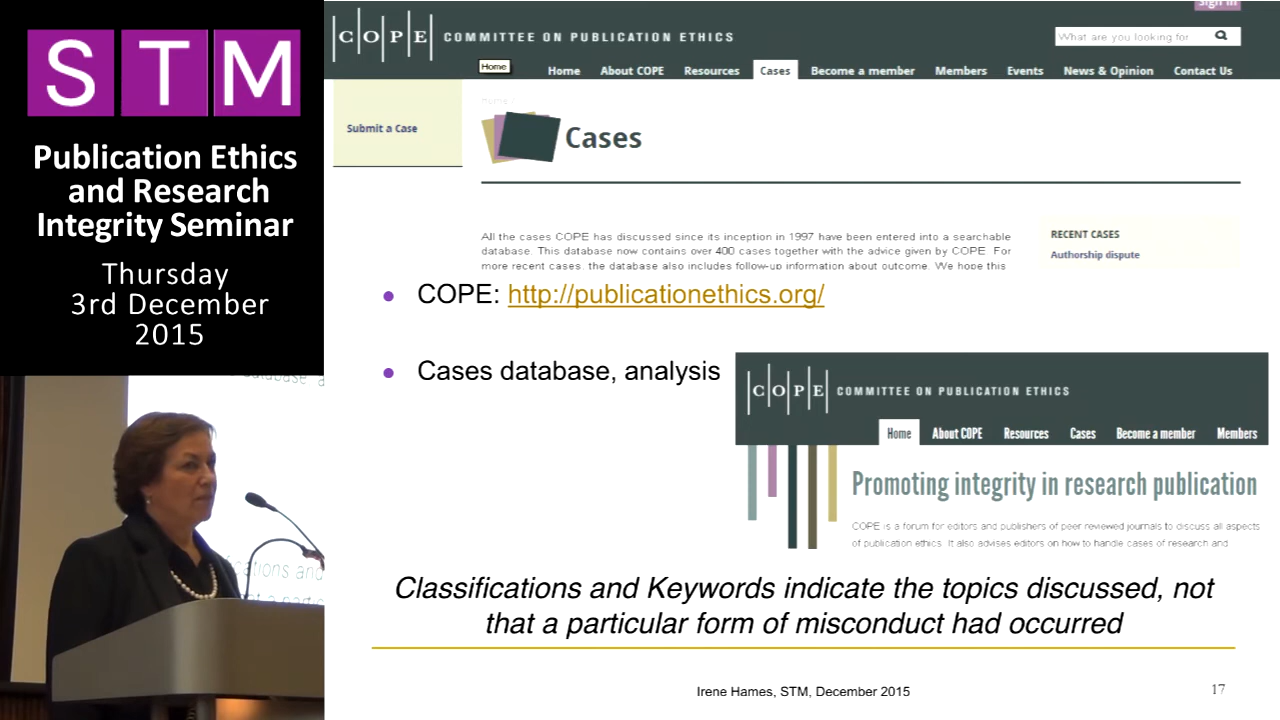 STM
Publication Ethics
and Research
Integrity Seminar
Thursday
3rd December
2015
Sign in
COPE COMMITTEE ON PUBLICATION ETHICS
What are you looking for
Home
Home About COPE Resources Cases Become a member Members Events News & Opinion Contact Us
Home /
Submit a Case
Cases
All the cases COPE has discussed since its inception in 1997 have been entered into a searchable
database. This database now contains over 400 cases together with the advice given by COPE. For
more recent cases, the database also includes follow-up information about outcome. We hope this
RECENT CASES
Authorship dispute
• COPE: http://publicationethics.org/
• Cases database, analysis
COPE COMMITTEE ON PUBLICATION ETHICS
Home About COPE Resources Cases Become a member Members
Promoting integrity in research publication
COPE is a forum for editors and publishers of peer reviewed journals to discuss all aspects
of publication ethics. It also advises editors on how to handle cases of research and
Classifications and Keywords indicate the topics discussed, not
that a particular form of misconduct had occurred
Irene Hames, STM, December 2015
17